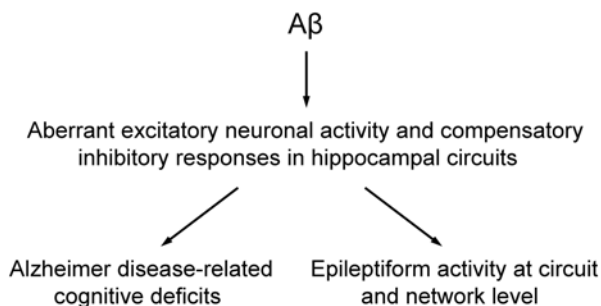 Aβ
Aberrant excitatory neuronal activity and compensatory
inhibitory responses in hippocampal circuits
Alzheimer disease-related
cognitive deficits
Epileptiform activity at circuit
and network level